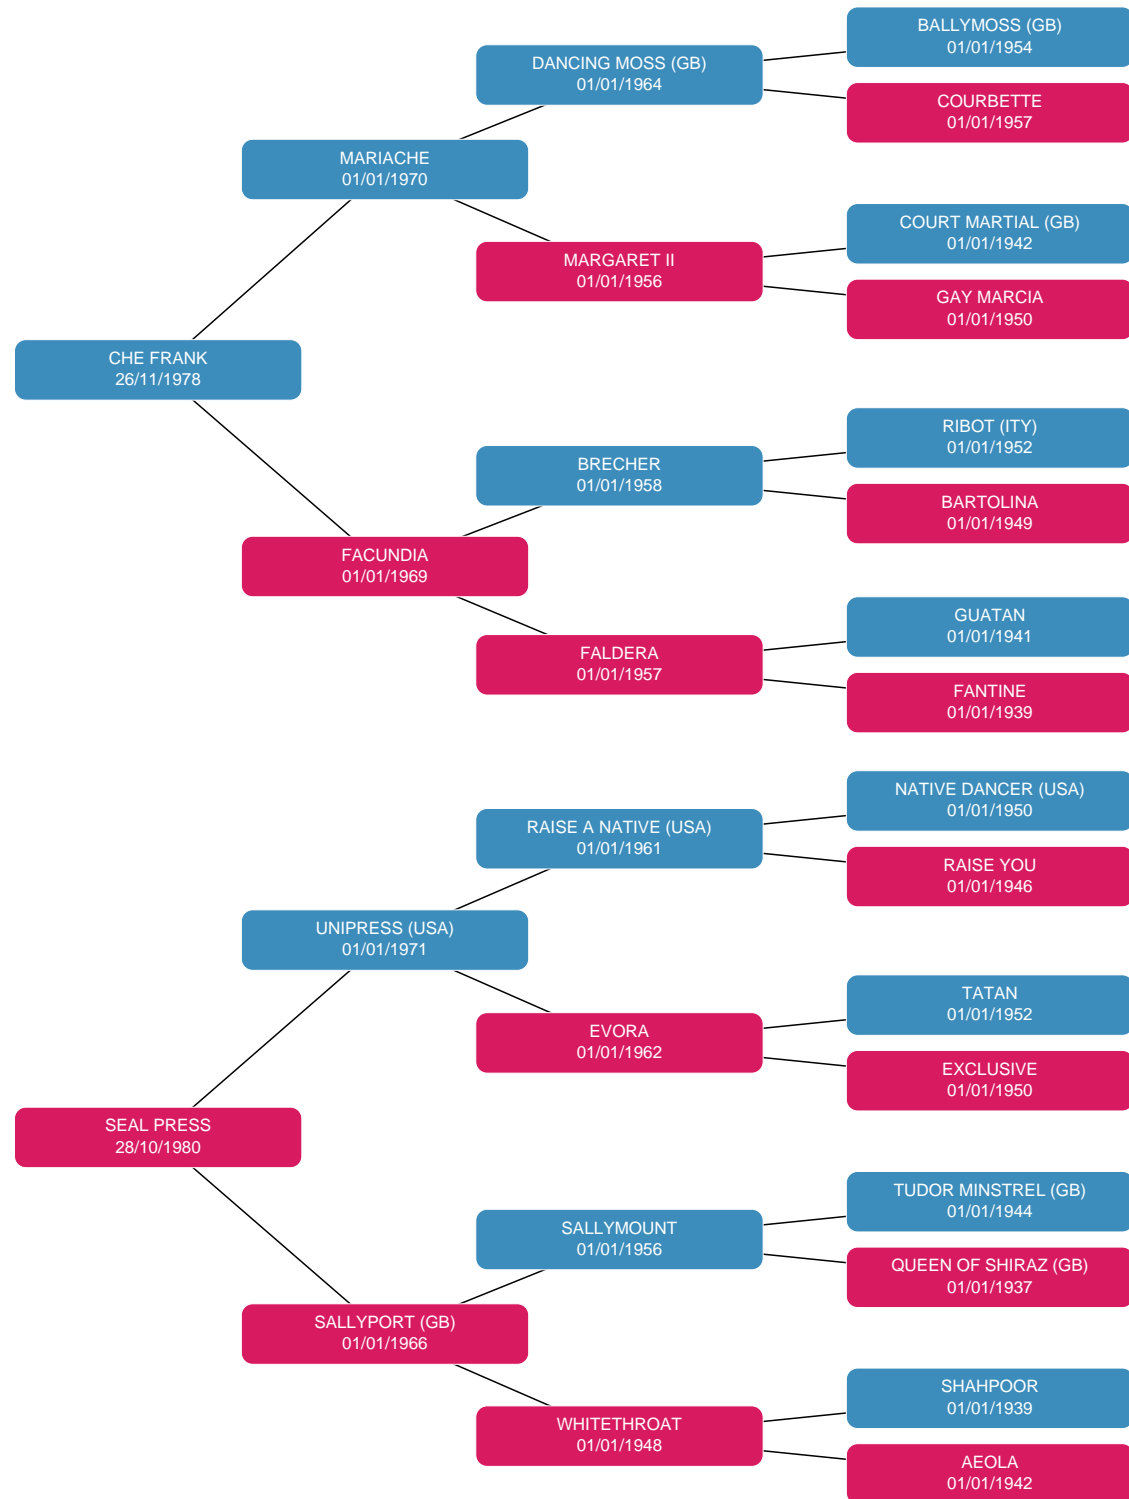 BALLYMOSS (GB)
01/01/1954
DANCING MOSS (GB)
01/01/1964
COURBETTE
01/01/1957
MARIACHE
01/01/1970
COURT MARTIAL (GB)
01/01/1942
MARGARET II
01/01/1956
GAY MARCIA
01/01/1950
CHE FRANK
26/11/1978
RIBOT (ITY)
01/01/1952
BRECHER
01/01/1958
BARTOLINA
01/01/1949
FACUNDIA
01/01/1969
GUATAN
01/01/1941
FALDERA
01/01/1957
FANTINE
01/01/1939
NATIVE DANCER (USA)
01/01/1950
RAISE A NATIVE (USA)
01/01/1961
RAISE YOU
01/01/1946
UNIPRESS (USA)
01/01/1971
TATAN
01/01/1952
EVORA
01/01/1962
EXCLUSIVE
01/01/1950
SEAL PRESS
28/10/1980
TUDOR MINSTREL (GB)
01/01/1944
SALLYMOUNT
01/01/1956
QUEEN OF SHIRAZ (GB)
01/01/1937
SALLYPORT (GB)
01/01/1966
SHAHPOOR
01/01/1939
WHITETHROAT
01/01/1948
AEOLA
01/01/1942